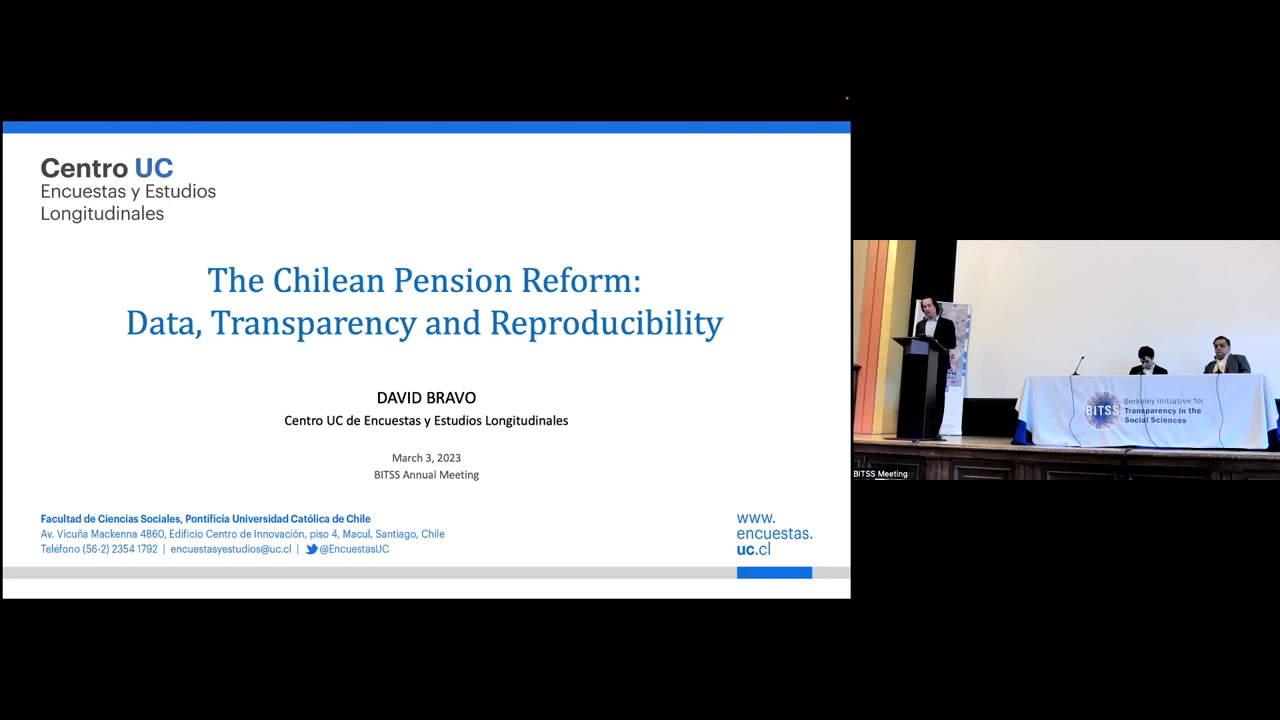 Centro UC
Encuestas y Estudios
Longitudinales
The Chilean Pension Reform:
Data, Transparency and Reproducibility
DAVID BRAVO
Centro UC de Encuestas y Estudios Longitudinales
March 3, 2023
BITSS Annual Meeting
Facultad de Ciencias Sociales, Pontificia Universidad Católica de Chile
Av. Vicuña Mackenna 4860, Edificio Centro de Innovación, piso 4, Macul, Santiago, Chile
Teléfono (56-2) 2354 1792 | encuestasyestudios@uc.cl | @EncuestasUC
www.
encuestas.
uc.cl
BITSS
Berkeley Initiative for
Transparency in the
Social Sciences
BITSS Meeting